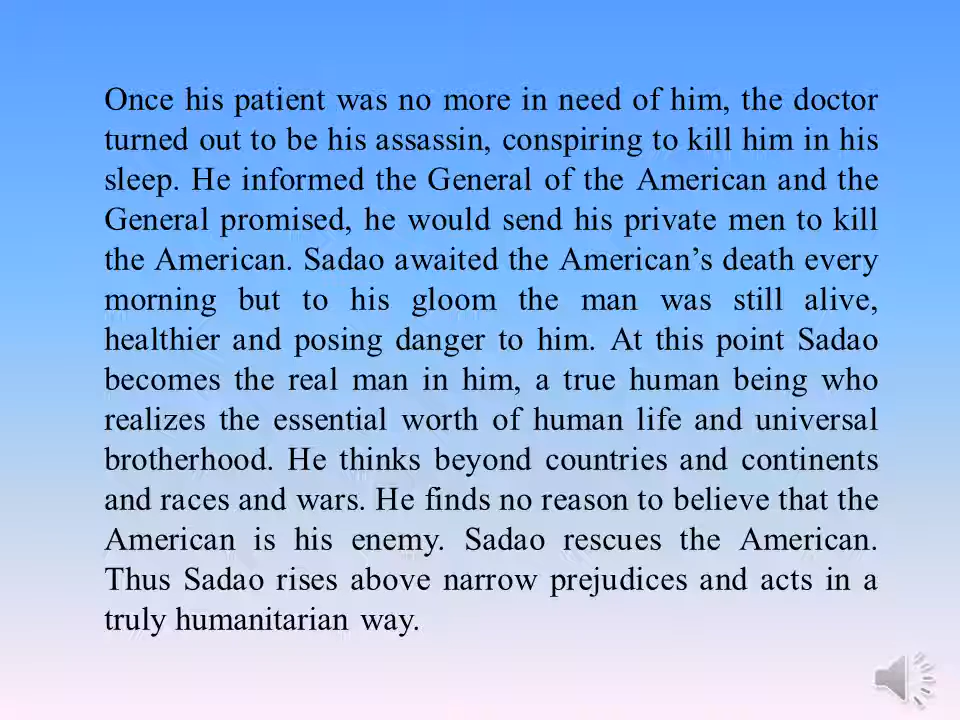 Once his patient was no more in need of him, the doctor
turned out to be his assassin, conspiring to kill him in his
sleep. He informed the General of the American and the
General promised, he would send his private men to kill
the American. Sadao awaited the American’s death every
morning but to his gloom the man was still alive,
healthier and posing danger to him. At this point Sadao
becomes the real man in him, a true human being who
realizes the essential worth of human life and universal
brotherhood. He thinks beyond countries and continents
and races and wars. He finds no reason to believe that the
American is his enemy. Sadao rescues the American.
Thus Sadao rises above narrow prejudices and acts in a
truly humanitarian way.